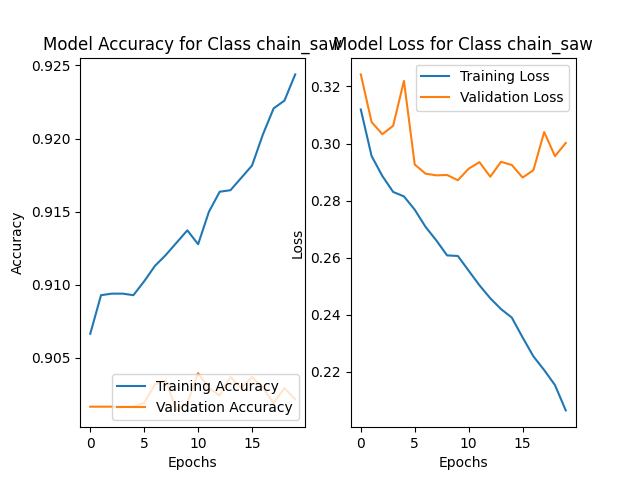 Model Accuracy for Class chain_saw
Model Loss for Class chain_saw
0.925
0.920
0.915
0.910
0.905
Accuracy
Training Accuracy
Validation Accuracy
0 5 10 15
Epochs
0.32
0.30
0.28
0.26
0.24
0.22
Loss
Training Loss
Validation Loss
0 5 10 15
Epochs